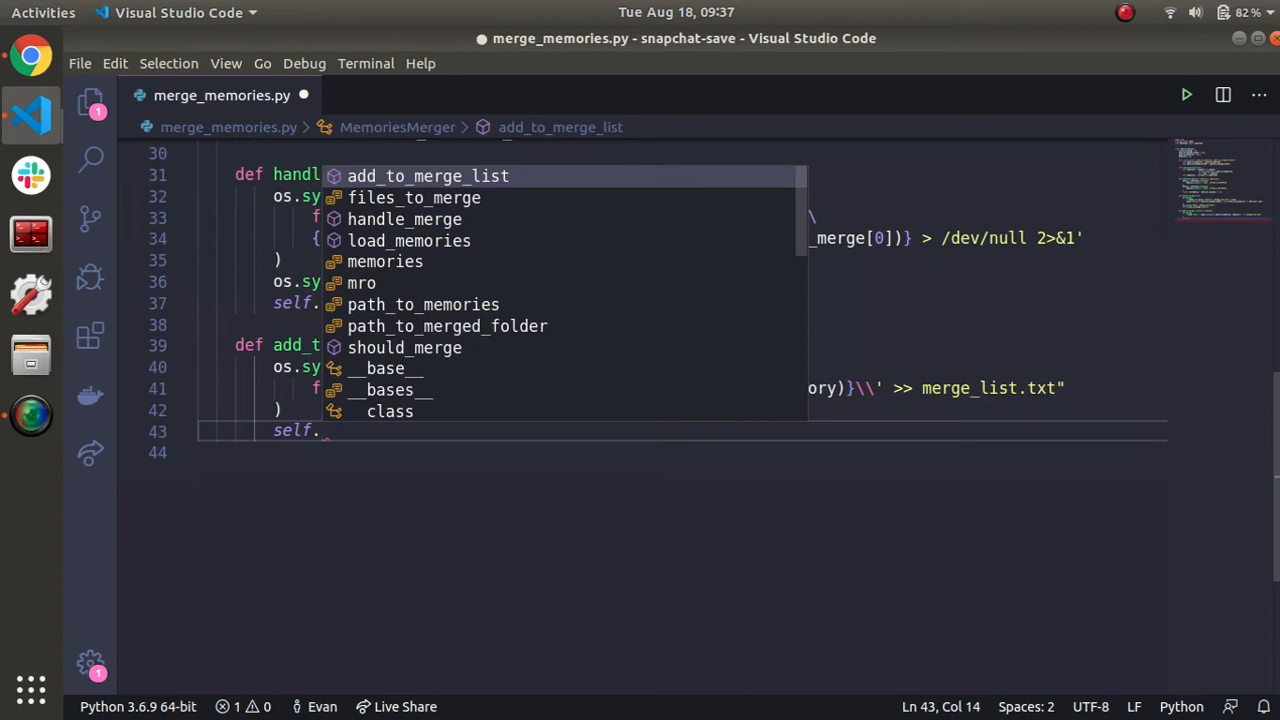 Activities
Visual Studio Code
Tue Aug 18, 09:37
82 %
merge_memories.py - snapchat-save - Visual Studio Code
File Edit Selection View Go Debug Terminal Help
merge_memories.py
merge_memories.py > MemoriesMerger > add_to_merge_list
30
31 def handl
32 os.sy
33 f \
34 { _merge[0])} > /dev/null 2>&1'
35 )
36 os.sy
37 self.
38
39 def add_t
40 os.sy
41 f ory)}\\' >> merge_list.txt"
42 )
43 self.
44
add_to_merge_list
files_to_merge
handle_merge
load_memories
memories
mro
path_to_memories
path_to_merged_folder
should_merge
__base__
__bases__
__class
1
1
Python 3.6.9 64-bit 1 0 Evan Live Share Ln 43, Col 14 Spaces: 2 UTF-8 LF Python